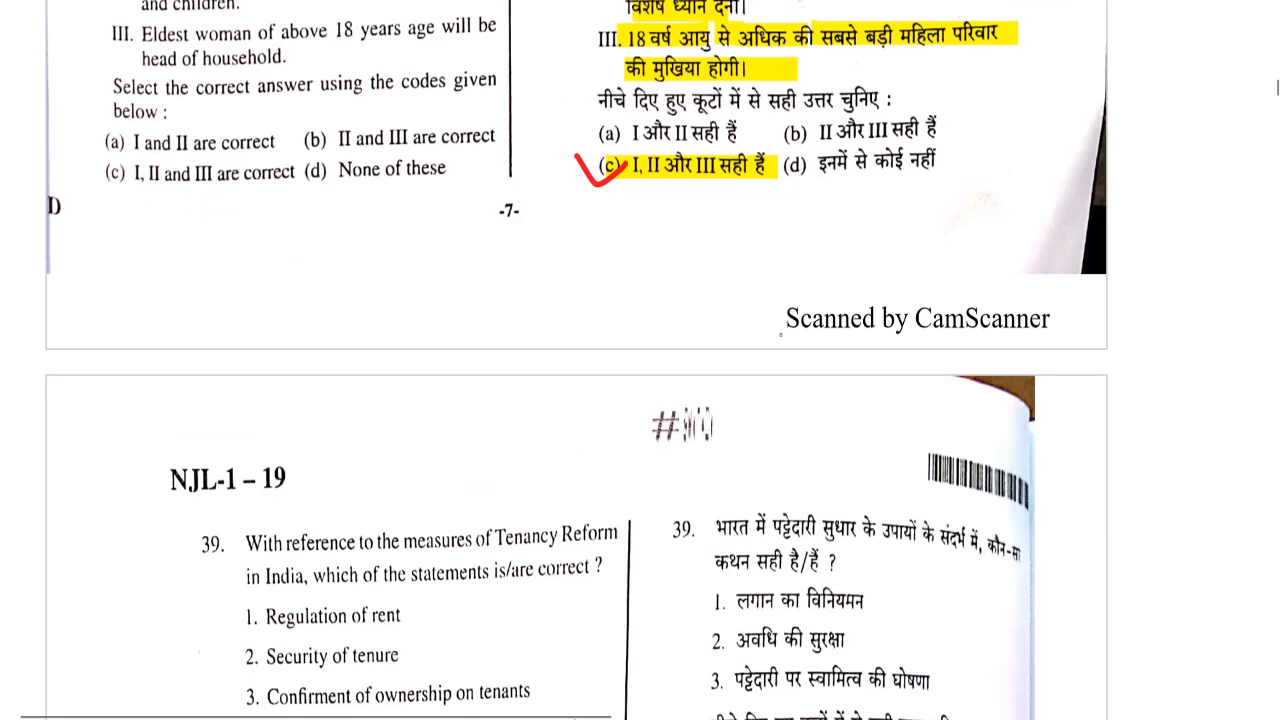 and children.
III. Eldest woman of above 18 years age will be
head of household.
Select the correct answer using the codes given
below :
(a) I and II are correct (b) II and III are correct
(c) I, II and III are correct (d) None of these
विशेष ध्यान देना।
III. 18 वर्ष आयु से अधिक की सबसे बड़ी महिला परिवार
की मुखिया होगी।
नीचे दिए हुए कूटों में से सही उत्तर चुनिए :
(a) I और II सही हैं (b) II और III सही हैं
(c) I, II और III सही हैं (d) इनमें से कोई नहीं
D
-7-
Scanned by CamScanner
NJL-1 – 19
39. With reference to the measures of Tenancy Reform
in India, which of the statements is/are correct ?
1. Regulation of rent
2. Security of tenure
3. Confirment of ownership on tenants
39. भारत में पट्टेदारी सुधार के उपायों के संदर्भ में, कौन-सा
कथन सही है/हैं ?
1. लगान का विनियमन
2. अवधि की सुरक्षा
3. पट्टेदारी पर स्वामित्व की घोषणा